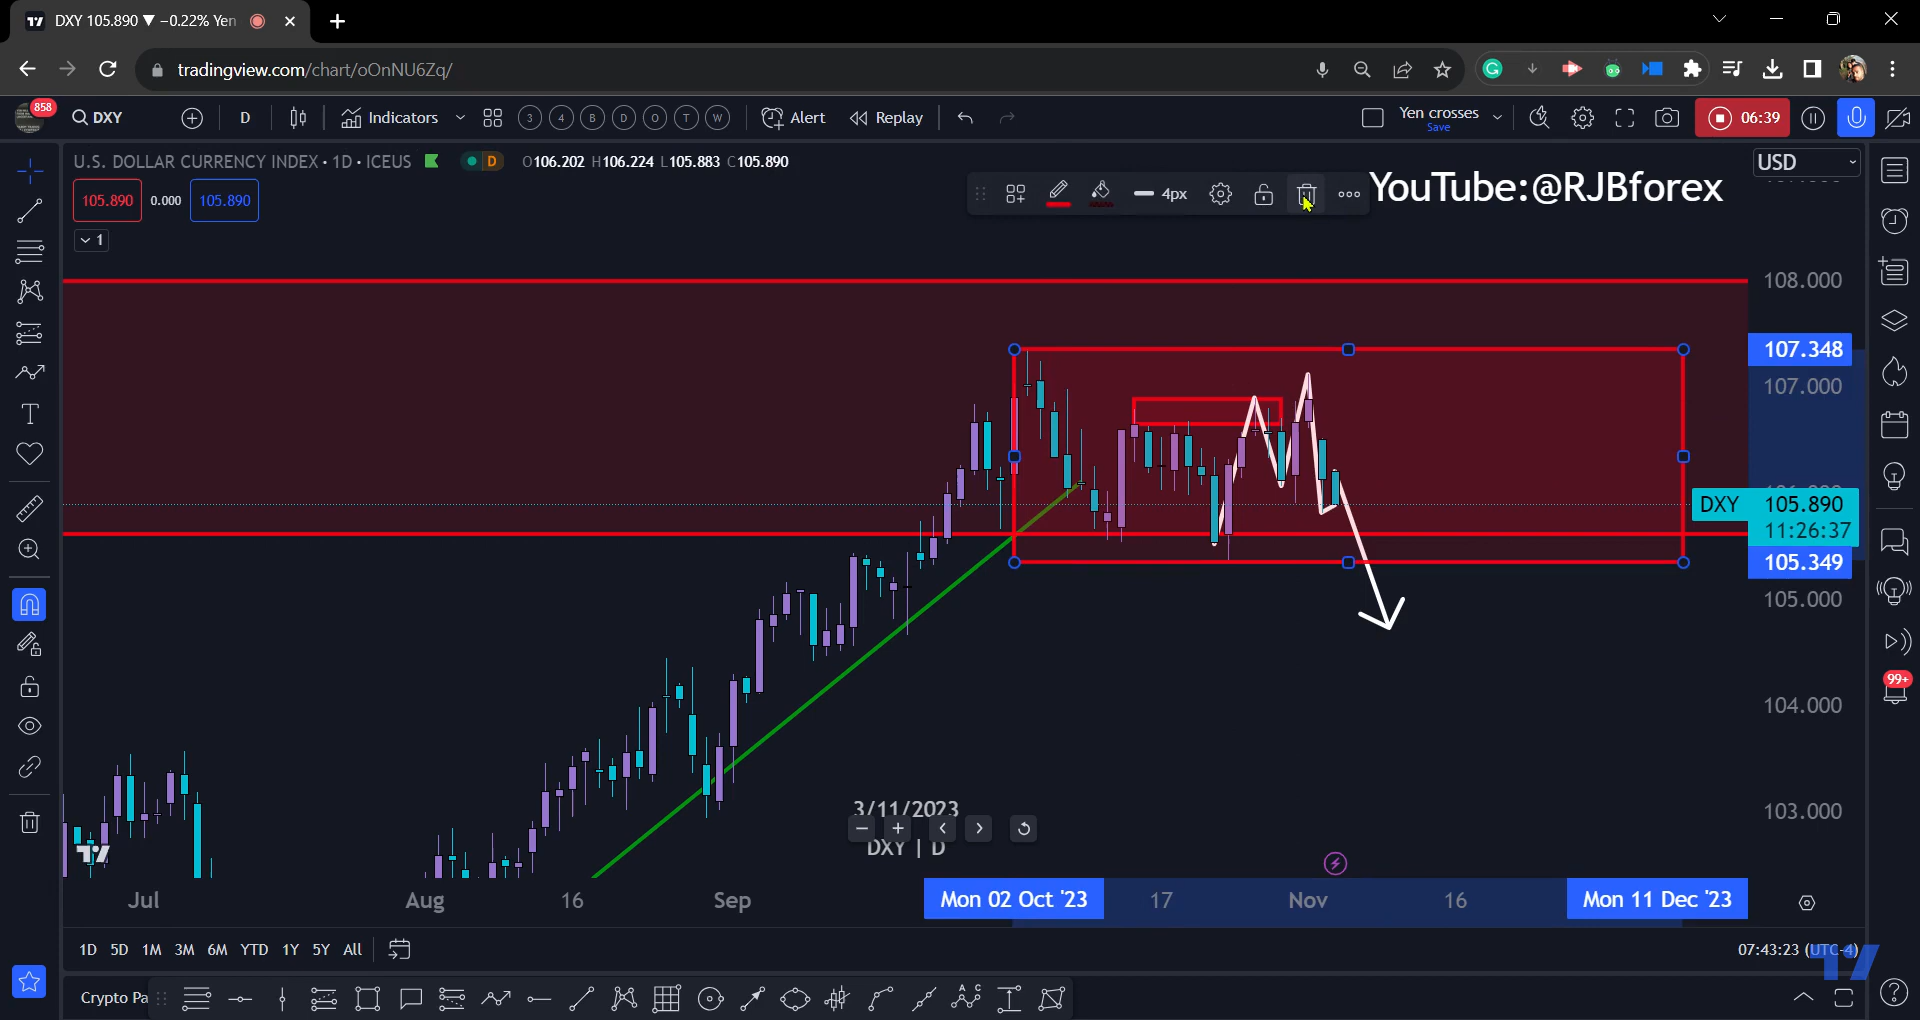 DXY 105.890 ▼ −0.22% Yen
tradingview.com/chart/oOnNU6Zq/
858
DXY
D
Indicators
3 4 B D O T W
Alert
Replay
Yen crosses
Save
06:39
U.S. DOLLAR CURRENCY INDEX · 1D · ICEUS
D
O106.202 H106.224 L105.883 C105.890
USD
105.890
0.000
105.890
4px
YouTube:@RJBforex
1
108.000
107.348
107.000
DXY 105.890
11:26:37
105.349
105.000
104.000
103.000
99+
3/11/2023
DXY | D
Jul
Aug
16
Sep
Mon 02 Oct '23
17
Nov
16
Mon 11 Dec '23
1D 5D 1M 3M 6M YTD 1Y 5Y All
07:43:23 (UTC-4)
Crypto Pa
A C